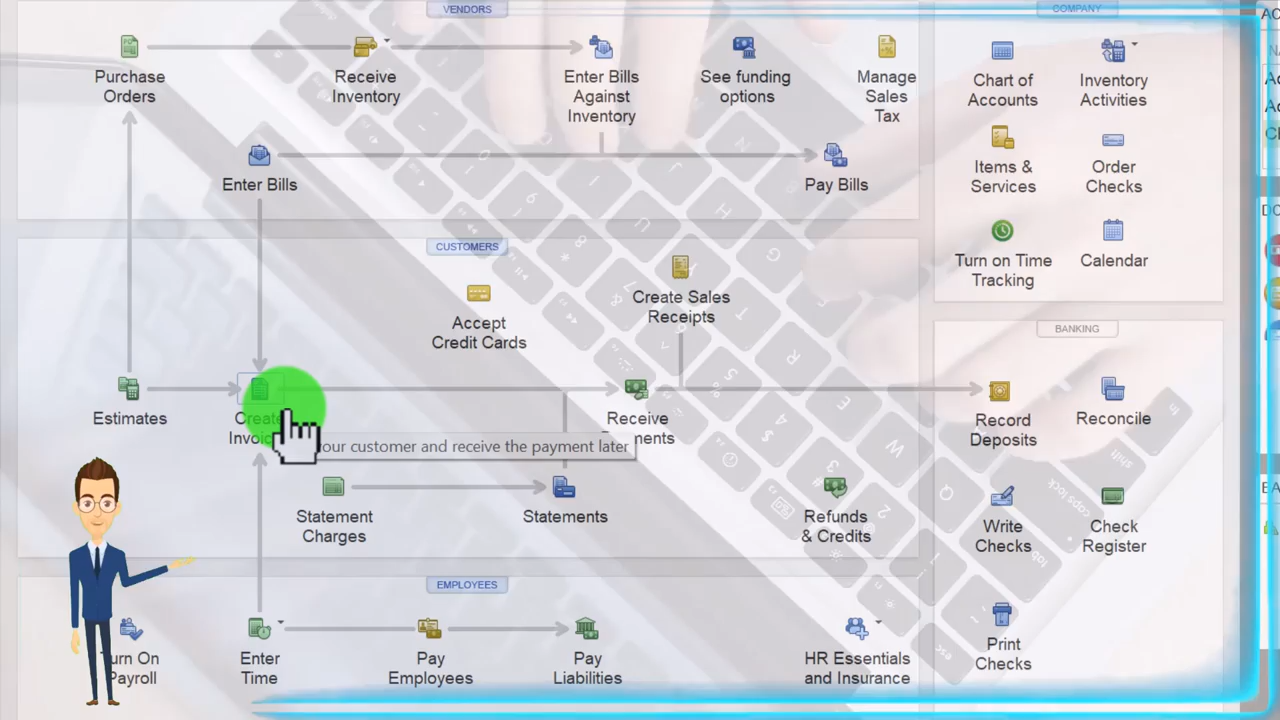 VENDORS
COMPANY
Purchase
Orders
Receive
Inventory
Enter Bills
Against
Inventory
See funding
options
Manage
Sales
Tax
Chart of
Accounts
Inventory
Activities
Enter Bills
Pay Bills
Items &
Services
Order
Checks
Turn on Time
Tracking
Calendar
CUSTOMERS
Accept
Credit Cards
Create Sales
Receipts
BANKING
Estimates
Create
Receive
our customer and receive the payment later
Record
Deposits
Reconcile
Statement
Charges
Statements
Refunds
& Credits
Write
Checks
Check
Register
EMPLOYEES
Turn On
Payroll
Enter
Time
Pay
Employees
Pay
Liabilities
HR Essentials
and Insurance
Print
Checks